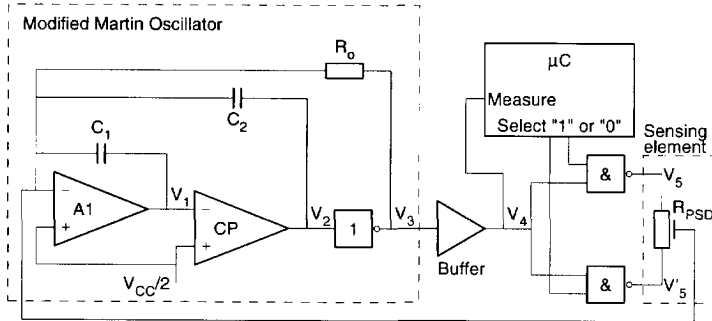 Modified Martin Oscillator
R₀
C₂
C₁
A1
−
+
V₁
CP
−
+
V₂
1
V₃
V_CC/2
Buffer
V₄
μC
Measure
Select "1" or "0"
&
V₅
Sensing
element
R_PSD
&
V'₅